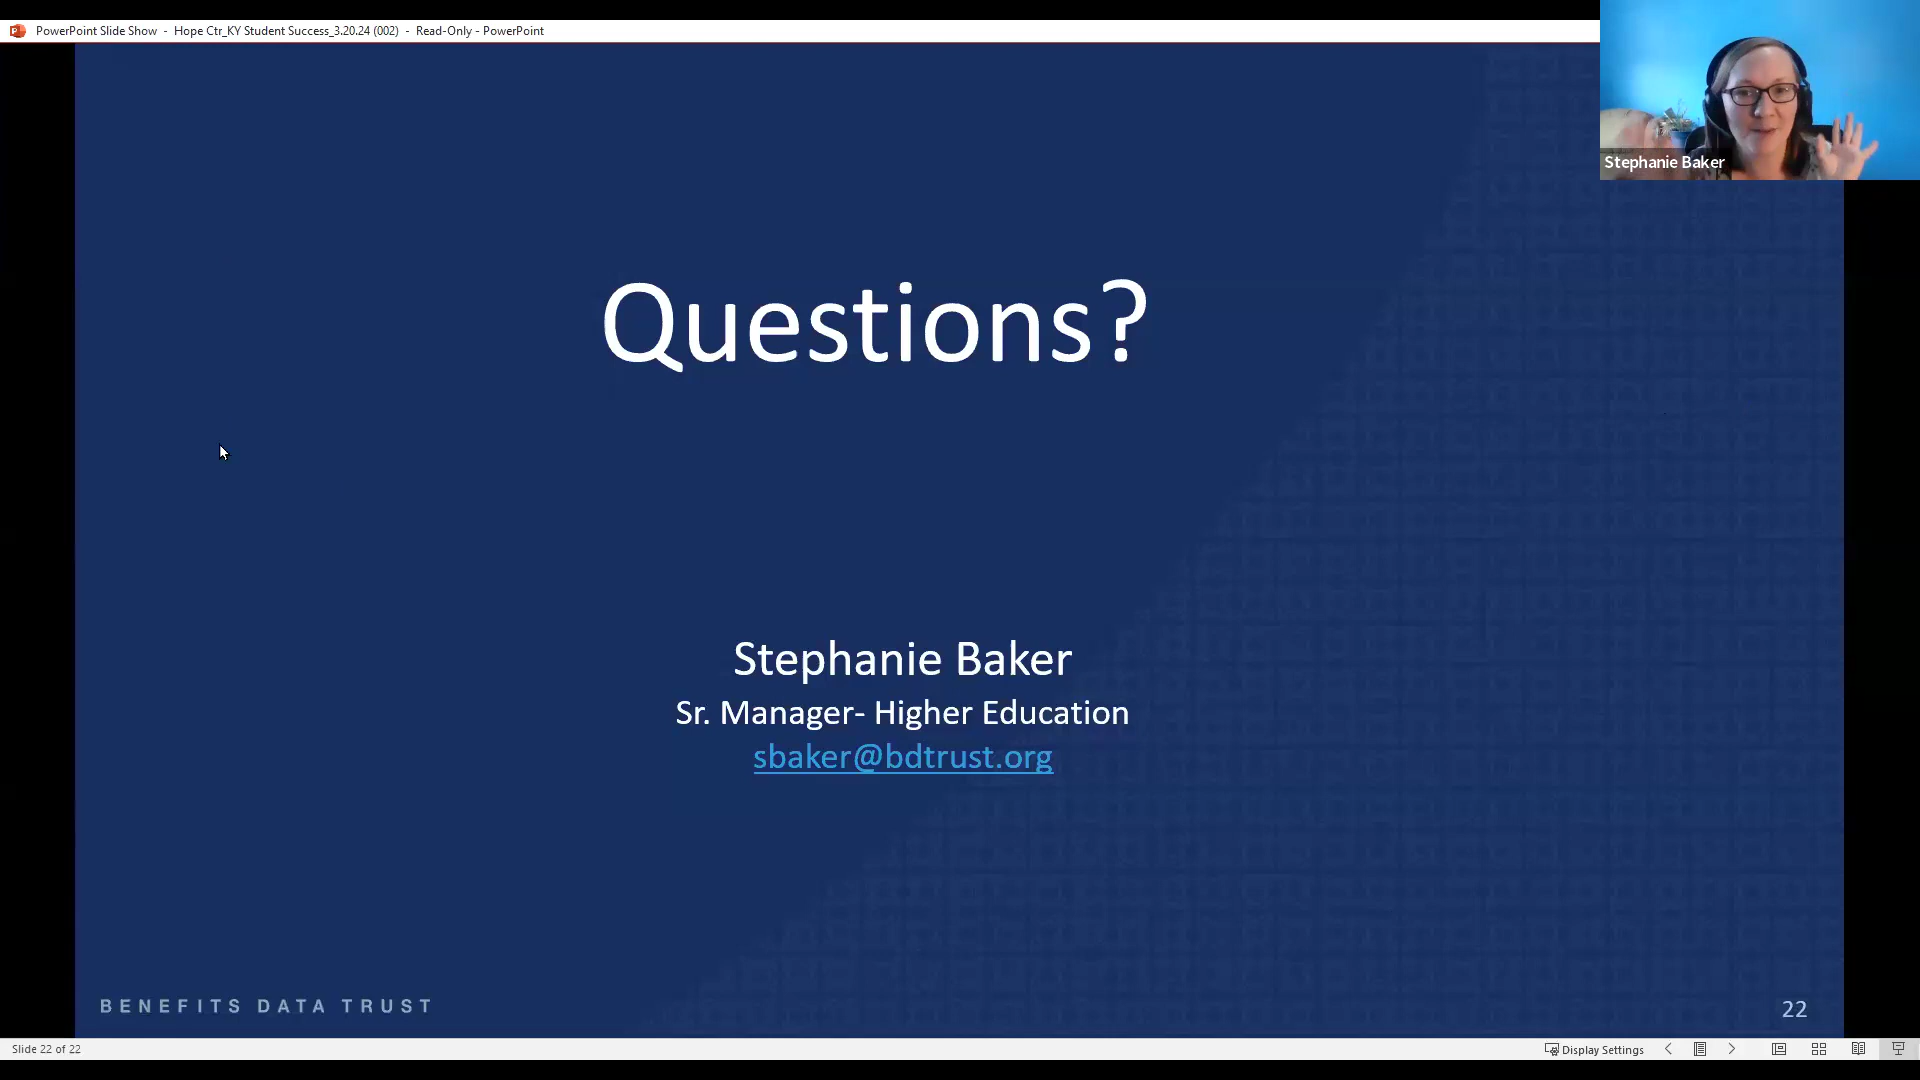 PowerPoint Slide Show - Hope Ctr_KY Student Success_3.20.24 (002) - Read-Only - PowerPoint
Stephanie Baker
Questions?
Stephanie Baker
Sr. Manager- Higher Education
sbaker@bdtrust.org
BENEFITS DATA TRUST
22
Slide 22 of 22
Display Settings